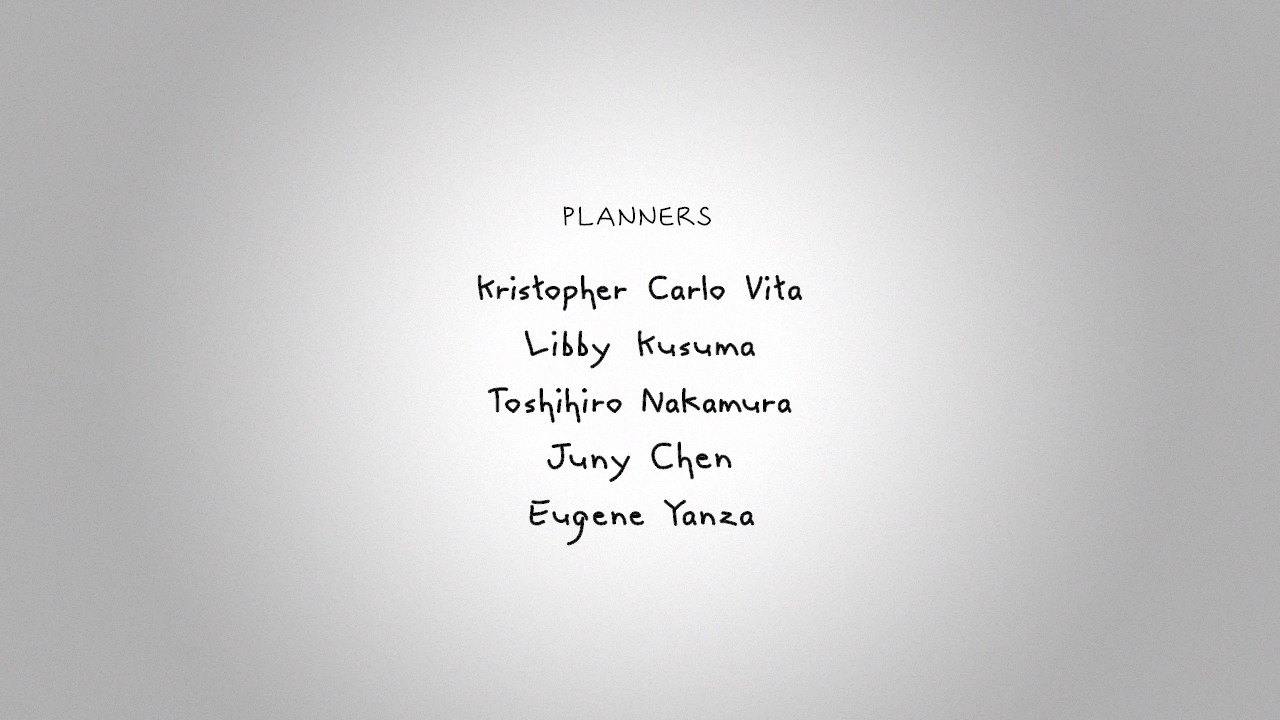 PLANNERS
Kristopher Carlo Vita
Libby Kusuma
Toshihiro Nakamura
Juny Chen
Eugene Yanza